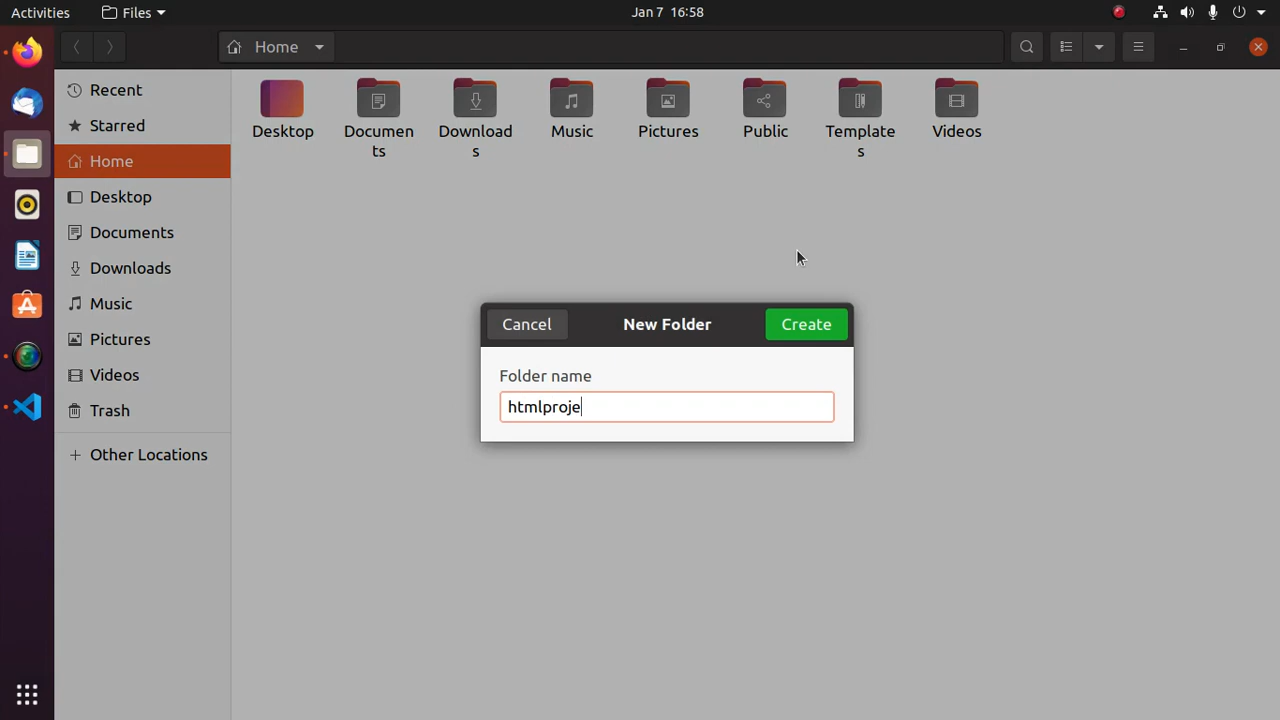 Activities Files Jan 7 16:58
Home
Recent
Starred
Home
Desktop
Documents
Downloads
Music
Pictures
Videos
Trash
Other Locations
Desktop
Documen
ts
Download
s
Music
Pictures
Public
Template
s
Videos
Cancel New Folder Create
Folder name
htmlproje